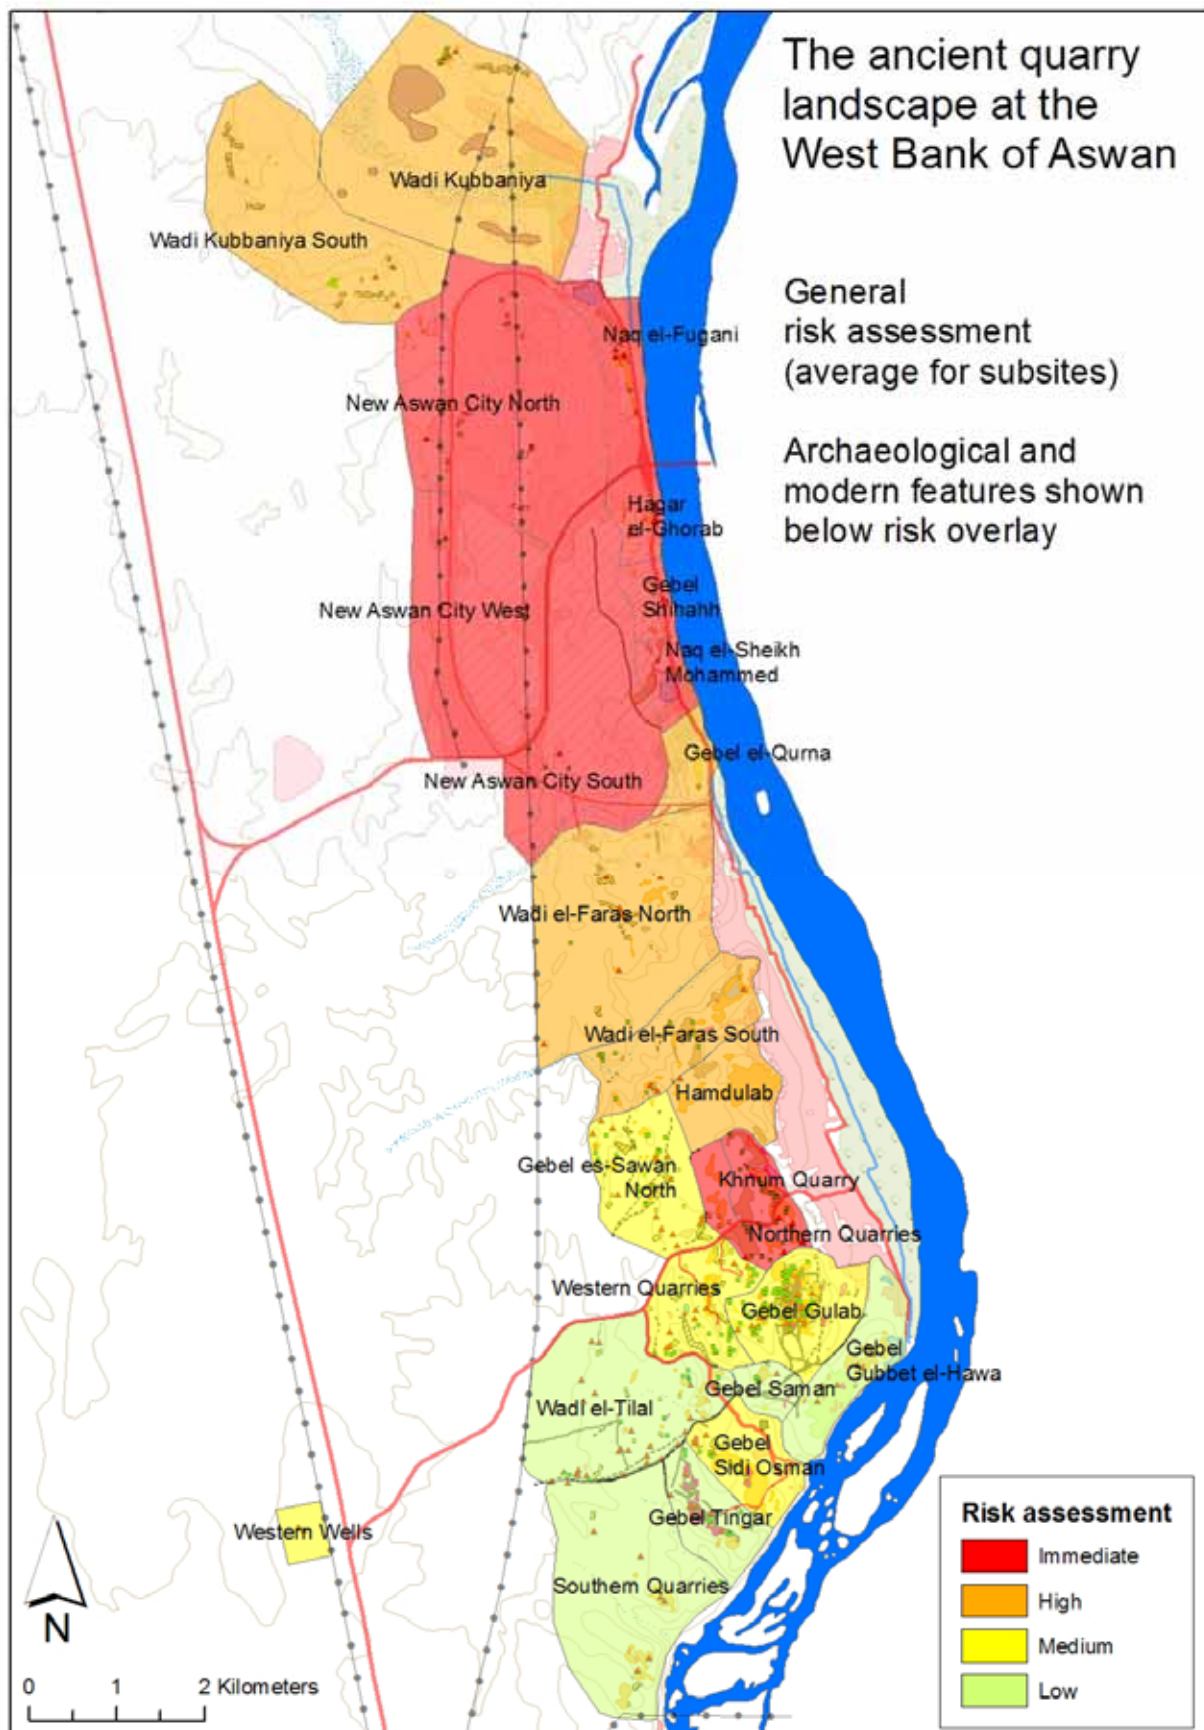 The ancient quarry
landscape at the
West Bank of Aswan
General
risk assessment
(average for subsites)
Archaeological and
modern features shown
below risk overlay
Wadi Kubbaniya
Wadi Kubbaniya South
Naq el-Fugani
New Aswan City North
Hagar
el-Ghorab
Gebel
Shihahh
New Aswan City West
Naq el-Sheikh
Mohammed
Gebel el-Qurna
New Aswan City South
Wadi el-Faras North
Wadi el-Faras South
Hamdulab
Gebel es-Sawan
North
Khnum Quarry
Northern Quarries
Western Quarries
Gebel Gulab
Gebel
Gubbet el-Hawa
Gebel Saman
Wadi el-Tilal
Gebel
Sidi Osman
Gebel Tingar
Western Wells
Southern Quarries
N
0 1 2 Kilometers
Risk assessment
Immediate
High
Medium
Low